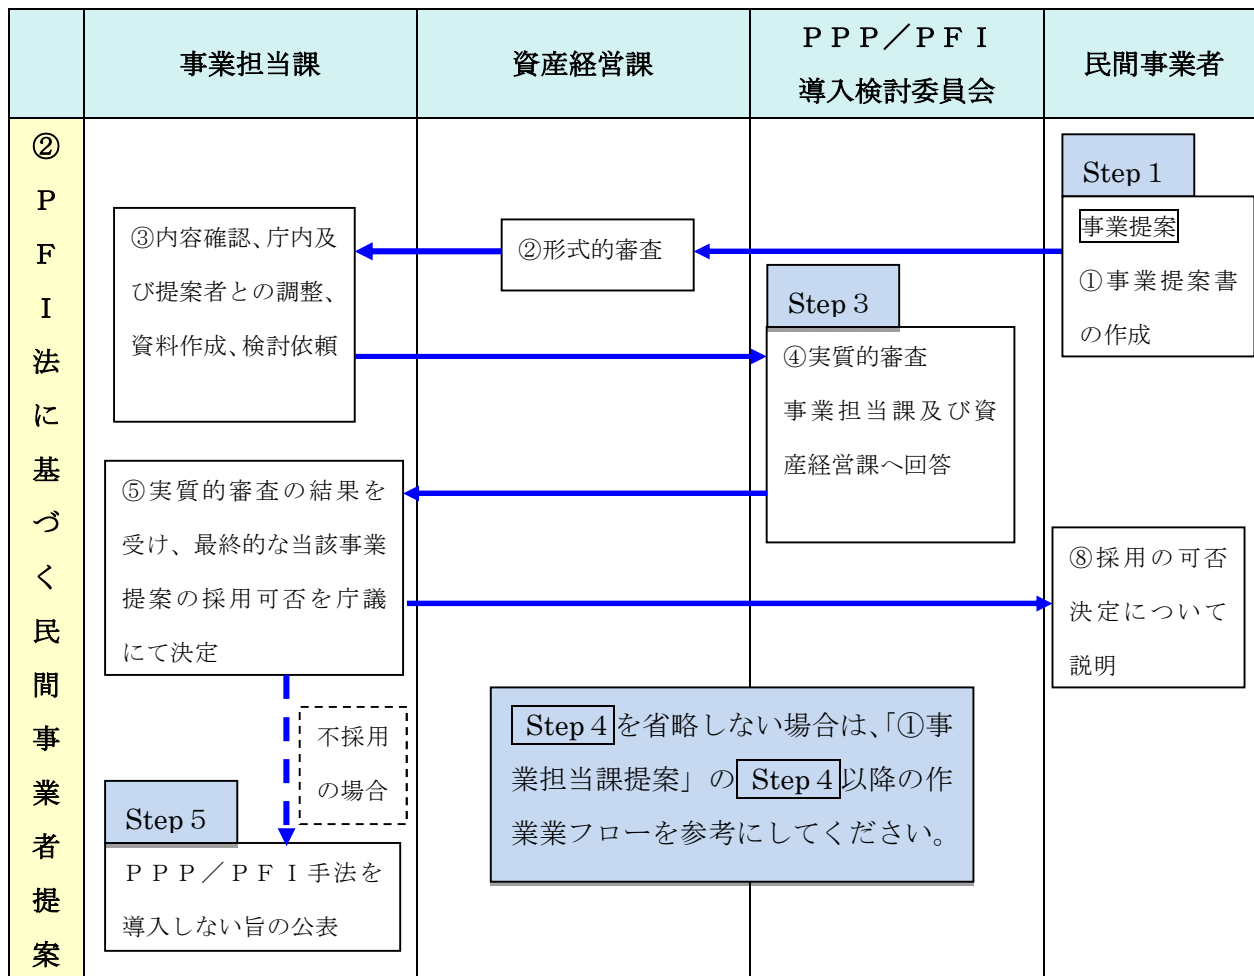 事業担当課
資産経営課
ＰＰＰ／ＰＦＩ
導入検討委員会
民間事業者
②ＰＦＩ法に基づく民間事業者提案
Step１
事業提案
①事業提案書
の作成
②形式的審査
③内容確認、庁内及
び提案者との調整、
資料作成、検討依頼
Step３
④実質的審査
事業担当課及び資
産経営課へ回答
⑤実質的審査の結果を
受け、最終的な当該事業
提案の採用可否を庁議
にて決定
⑧採用の可否
決定について
説明
不採用
の場合
Step４を省略しない場合は、「①事
業担当課提案」のStep４以降の作
業業フローを参考にしてください。
Step５
ＰＰＰ／ＰＦＩ手法を
導入しない旨の公表